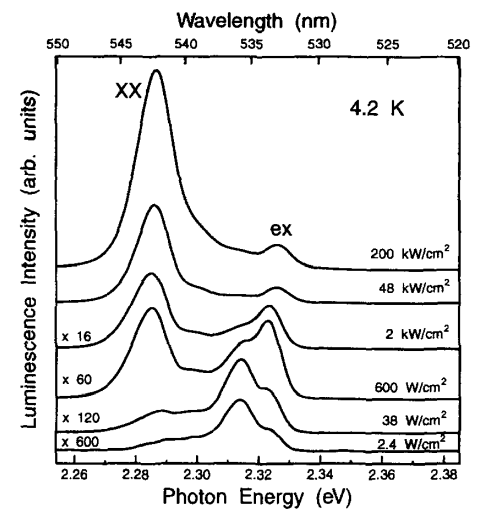 Wavelength (nm)
550 545 540 535 530 525 520
XX
4.2 K
ex
200 kW/cm²
48 kW/cm²
x 16
2 kW/cm²
x 60
600 W/cm²
x 120
38 W/cm²
x 600
2.4 W/cm²
Luminescence Intensity (arb. units)
2.26 2.28 2.30 2.32 2.34 2.36 2.38
Photon Energy (eV)